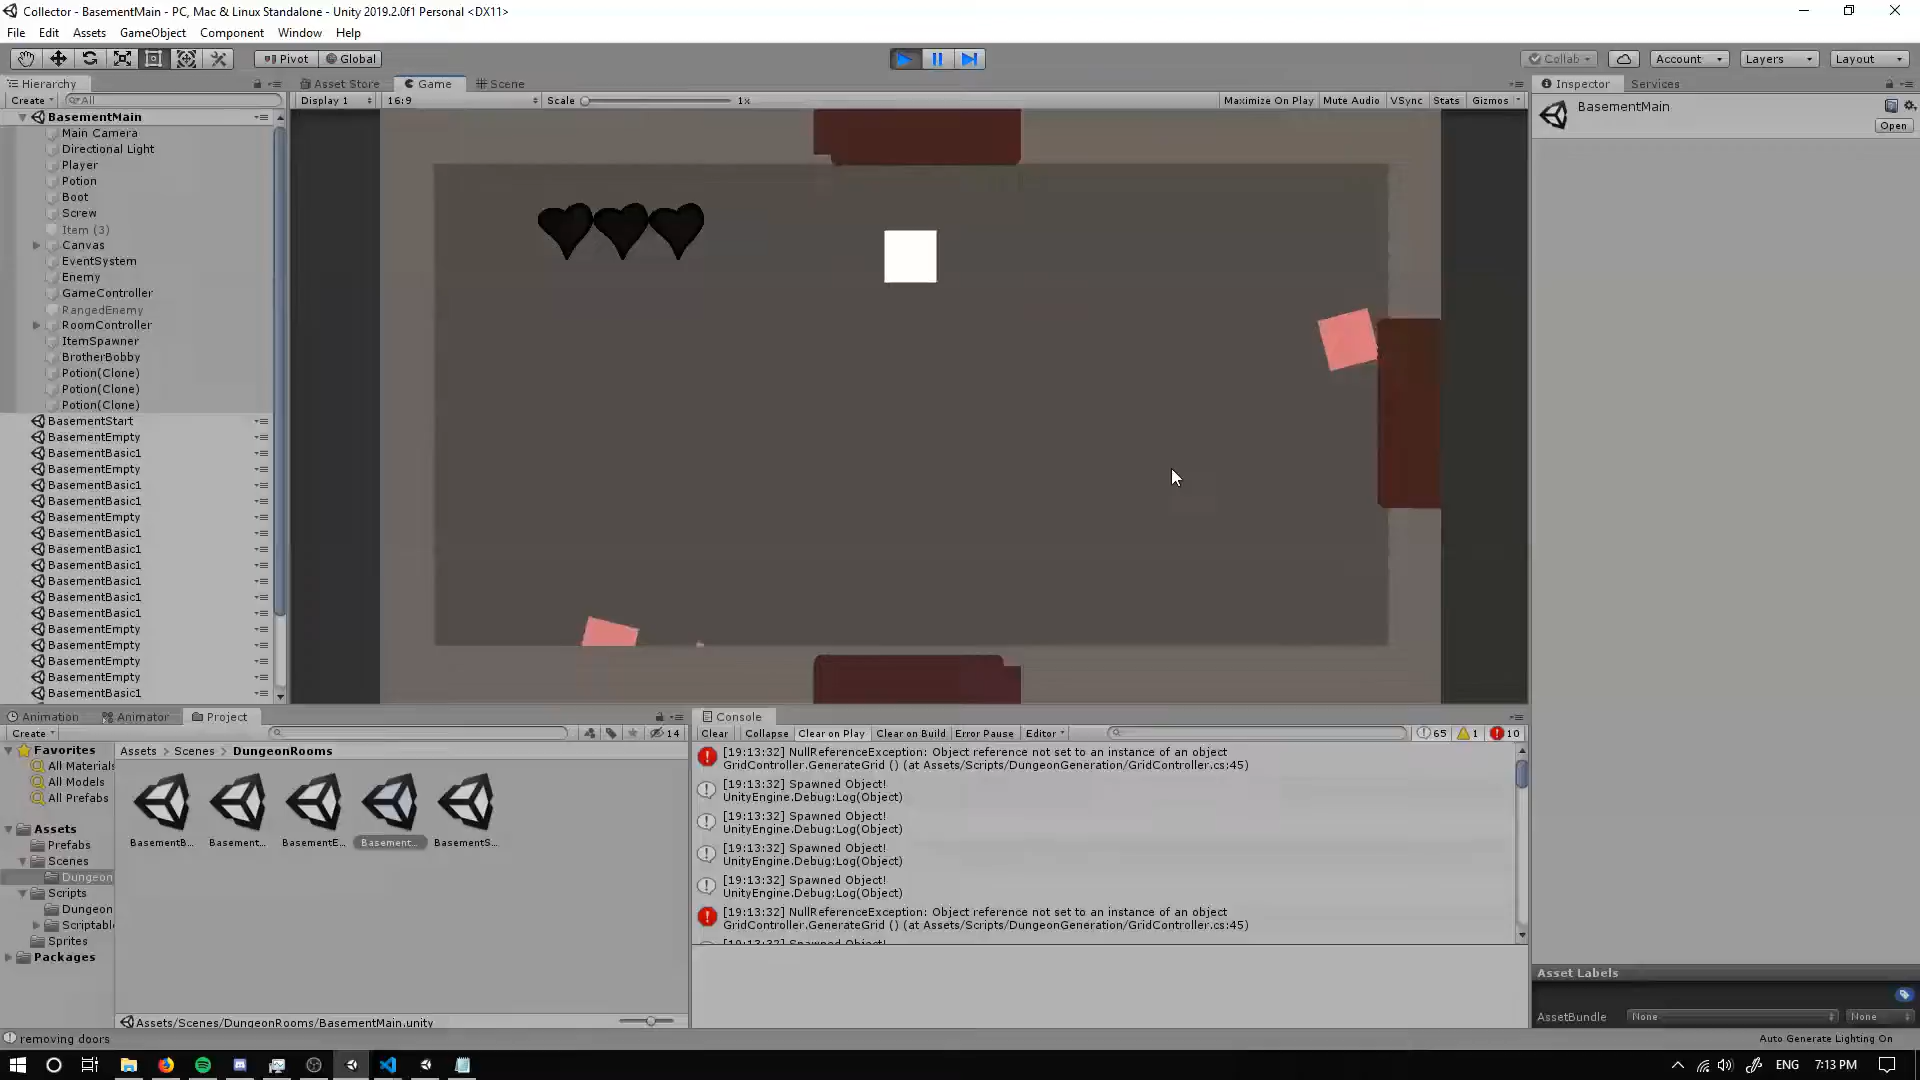 Collector - BasementMain - PC, Mac & Linux Standalone - Unity 2019.2.0f1 Personal <DX11>
File Edit Assets GameObject Component Window Help
Pivot Global Collab Account Layers Layout
Hierarchy Asset Store Game Scene Inspector Services
Create All Display 1 16:9 Scale 1x Maximize On Play Mute Audio VSync Stats Gizmos
BasementMain
Main Camera
Directional Light
Player
Potion
Boot
Screw
Item (3)
Canvas
EventSystem
Enemy
GameController
RangedEnemy
RoomController
ItemSpawner
BrotherBobby
Potion(Clone)
Potion(Clone)
Potion(Clone)
BasementStart
BasementEmpty
BasementBasic1
BasementEmpty
BasementBasic1
BasementBasic1
BasementEmpty
BasementBasic1
BasementBasic1
BasementBasic1
BasementBasic1
BasementBasic1
BasementBasic1
BasementEmpty
BasementEmpty
BasementEmpty
BasementEmpty
BasementBasic1
BasementMain
Open
Animation Animator Project
Create 14
Favorites
All Materials
All Models
All Prefabs
Assets
Prefabs
Scenes
Dungeon
Scripts
Dungeon
Scriptabl
Sprites
Packages
Assets > Scenes > DungeonRooms
BasementB... Basement... BasementE... Basement... BasementS...
Assets/Scenes/DungeonRooms/BasementMain.unity
Console
Clear Collapse Clear on Play Clear on Build Error Pause Editor 65 1 10
[19:13:32] NullReferenceException: Object reference not set to an instance of an object
GridController.GenerateGrid () (at Assets/Scripts/DungeonGeneration/GridController.cs:45)
[19:13:32] Spawned Object!
UnityEngine.Debug:Log(Object)
[19:13:32] Spawned Object!
UnityEngine.Debug:Log(Object)
[19:13:32] Spawned Object!
UnityEngine.Debug:Log(Object)
[19:13:32] Spawned Object!
UnityEngine.Debug:Log(Object)
[19:13:32] NullReferenceException: Object reference not set to an instance of an object
GridController.GenerateGrid () (at Assets/Scripts/DungeonGeneration/GridController.cs:45)
[19:13:32] Spawned Object!
Asset Labels
AssetBundle None None
removing doors
Auto Generate Lighting On
ENG 7:13 PM